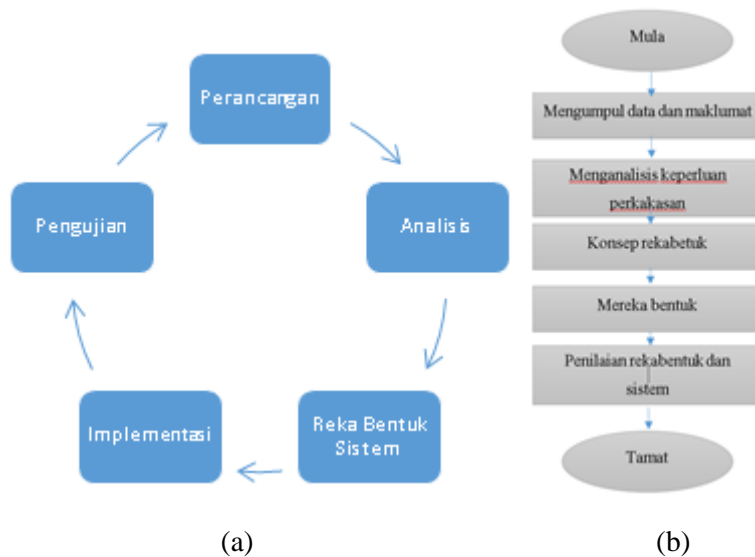 Perancangan
Analisis
Reka Bentuk
Sistem
Implementasi
Pengujian
(a)
Mula
Mengumpul data dan maklumat
Menganalisis keperluan
perkakasan
Konsep rekabetuk
Mereka bentuk
Penilaian rekabentuk dan
sistem
Tamat
(b)